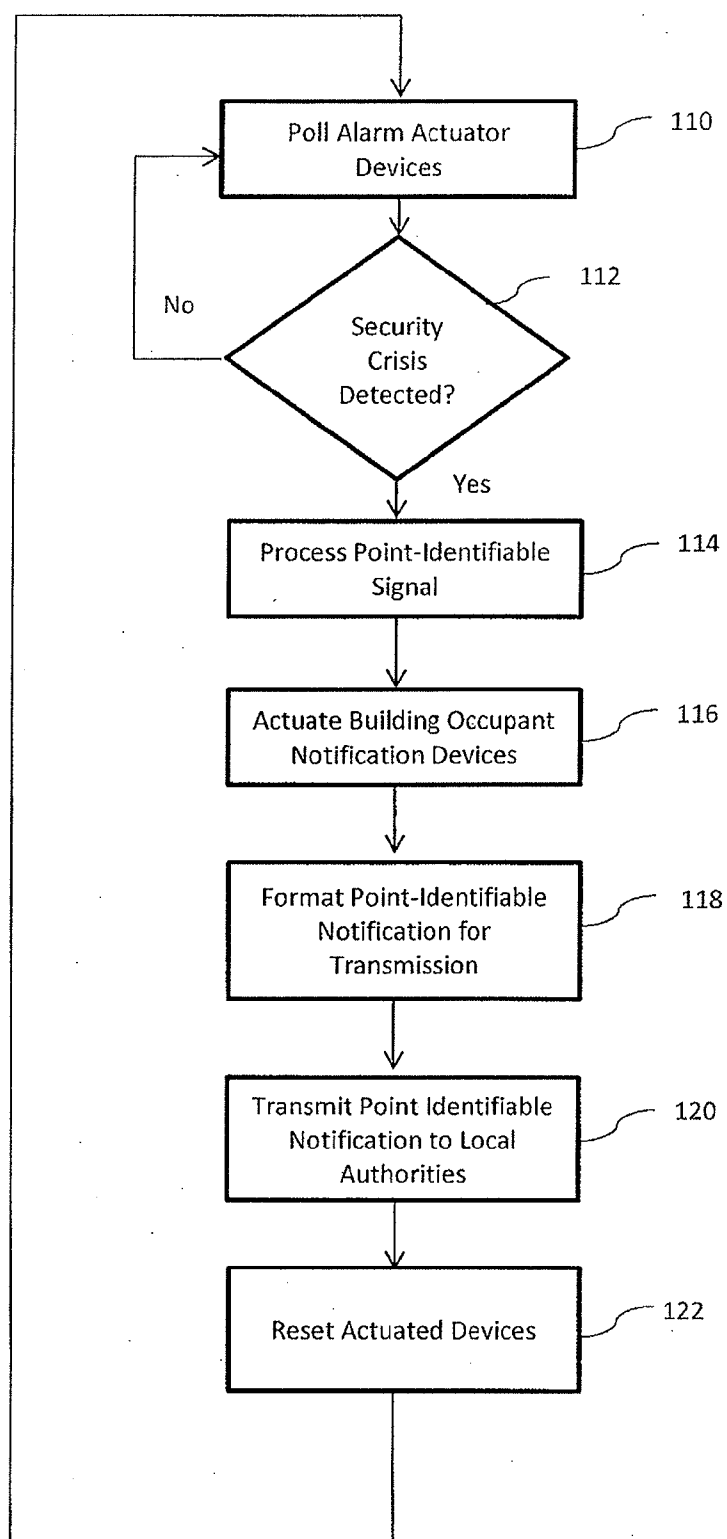 Poll Alarm Actuator
Devices
110
112
No
Security
Crisis
Detected?
Yes
Process Point-Identifiable
Signal
114
Actuate Building Occupant
Notification Devices
116
Format Point-Identifiable
Notification for
Transmission
118
Transmit Point Identifiable
Notification to Local
Authorities
120
Reset Actuated Devices
122